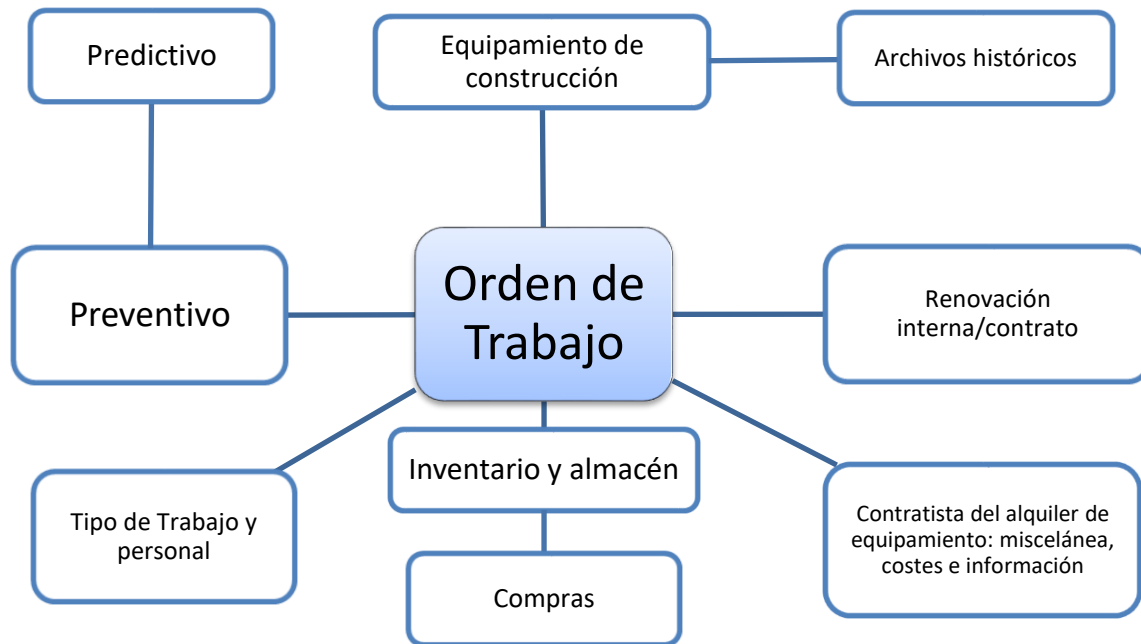 Predictivo
Equipamiento de
construcción
Archivos históricos
Preventivo
Orden de
Trabajo
Renovación
interna/contrato
Tipo de Trabajo y
personal
Inventario y almacén
Compras
Contratista del alquiler de
equipamiento: miscelánea,
costes e información